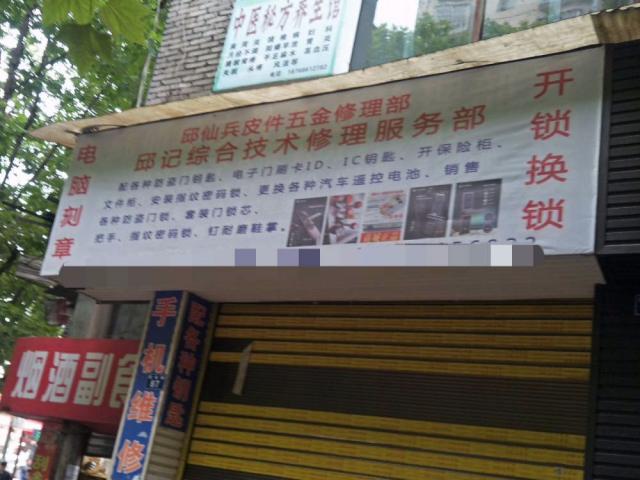 中医秘方养生馆
邱仙兵皮件五金修理部
邱记综合技术修理服务部
电脑刻章
开锁换锁
配各种防盗门钥匙、电子门刷卡ID、IC钥匙、开保险柜、
文件柜、安装指纹密码锁、更换各种汽车遥控电池、销售
各种防盗门锁、套装门锁芯、
把手、指纹密码锁、钉耐磨鞋掌。
手机维修
配各种钥匙
烟酒副食